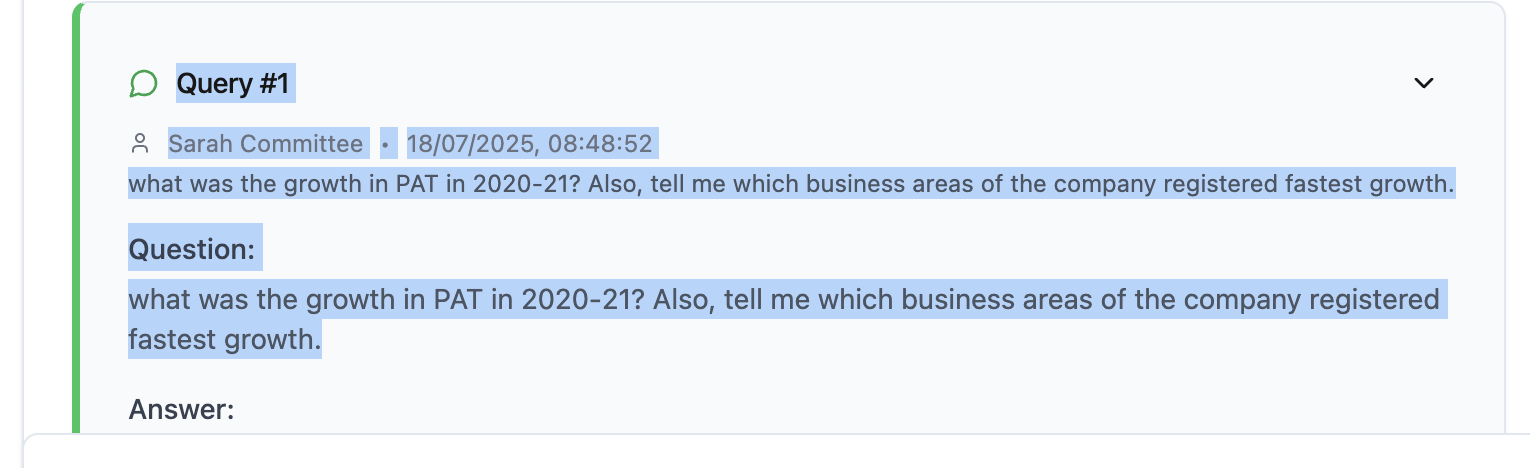 Query #1
Sarah Committee • 18/07/2025, 08:48:52
what was the growth in PAT in 2020-21? Also, tell me which business areas of the company registered fastest growth.
Question:
what was the growth in PAT in 2020-21? Also, tell me which business areas of the company registered
fastest growth.
Answer: